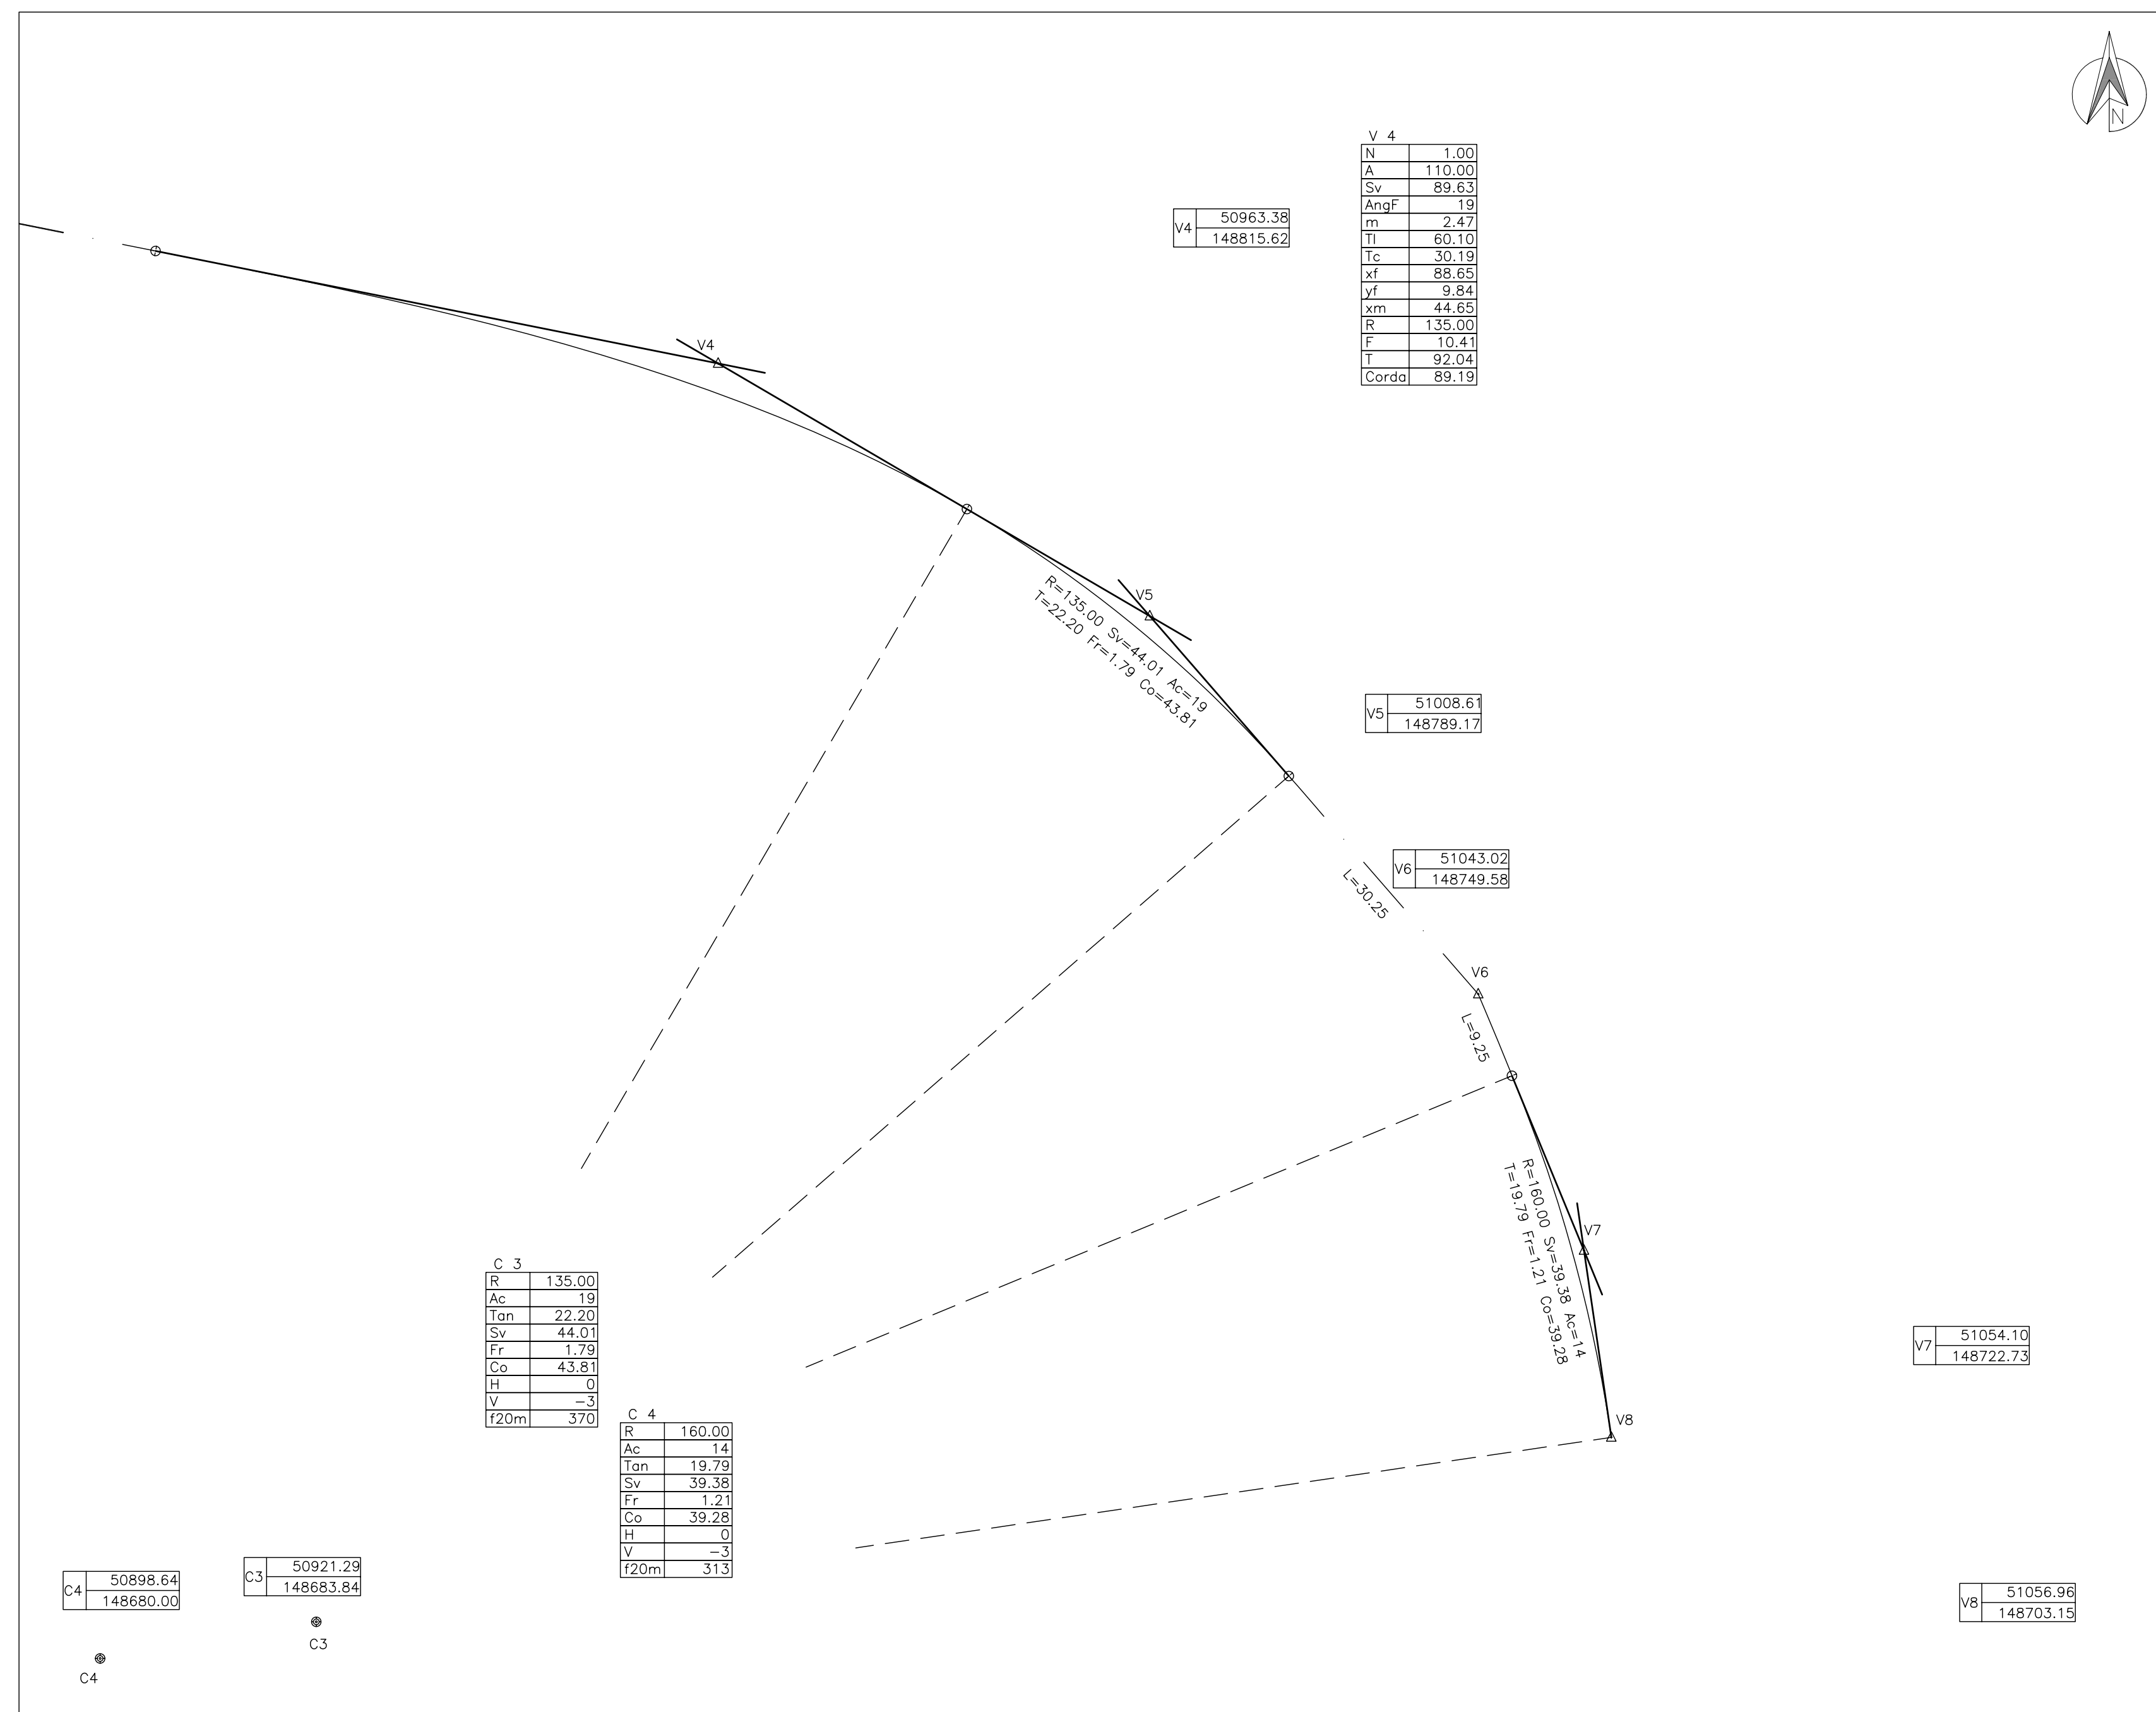 N
V 4
N 1.00
A 110.00
Sv 89.63
AngF 19
m 2.47
Tl 60.10
Tc 30.19
xf 88.65
yf 9.84
xm 44.65
R 135.00
F 10.41
T 92.04
Corda 89.19
V4 50963.38
148815.62
V4
V5
R=135.00 Sv=44.01 Ac=19
T=22.20 Fr=1.79 Co=43.81
V5 51008.61
148789.17
V6 51043.02
148749.58
L=30.25
V6
L=9.25
R=160.00 Sv=39.38 Ac=14
T=19.79 Fr=1.21 Co=39.28
V7
C 3
R 135.00
Ac 19
Tan 22.20
Sv 44.01
Fr 1.79
Co 43.81
H 0
V -3
f20m 370
V7 51054.10
148722.73
V8
C 4
R 160.00
Ac 14
Tan 19.79
Sv 39.38
Fr 1.21
Co 39.28
H 0
V -3
f20m 313
C4 50898.64
148680.00
C3 50921.29
148683.84
V8 51056.96
148703.15
C3
C4